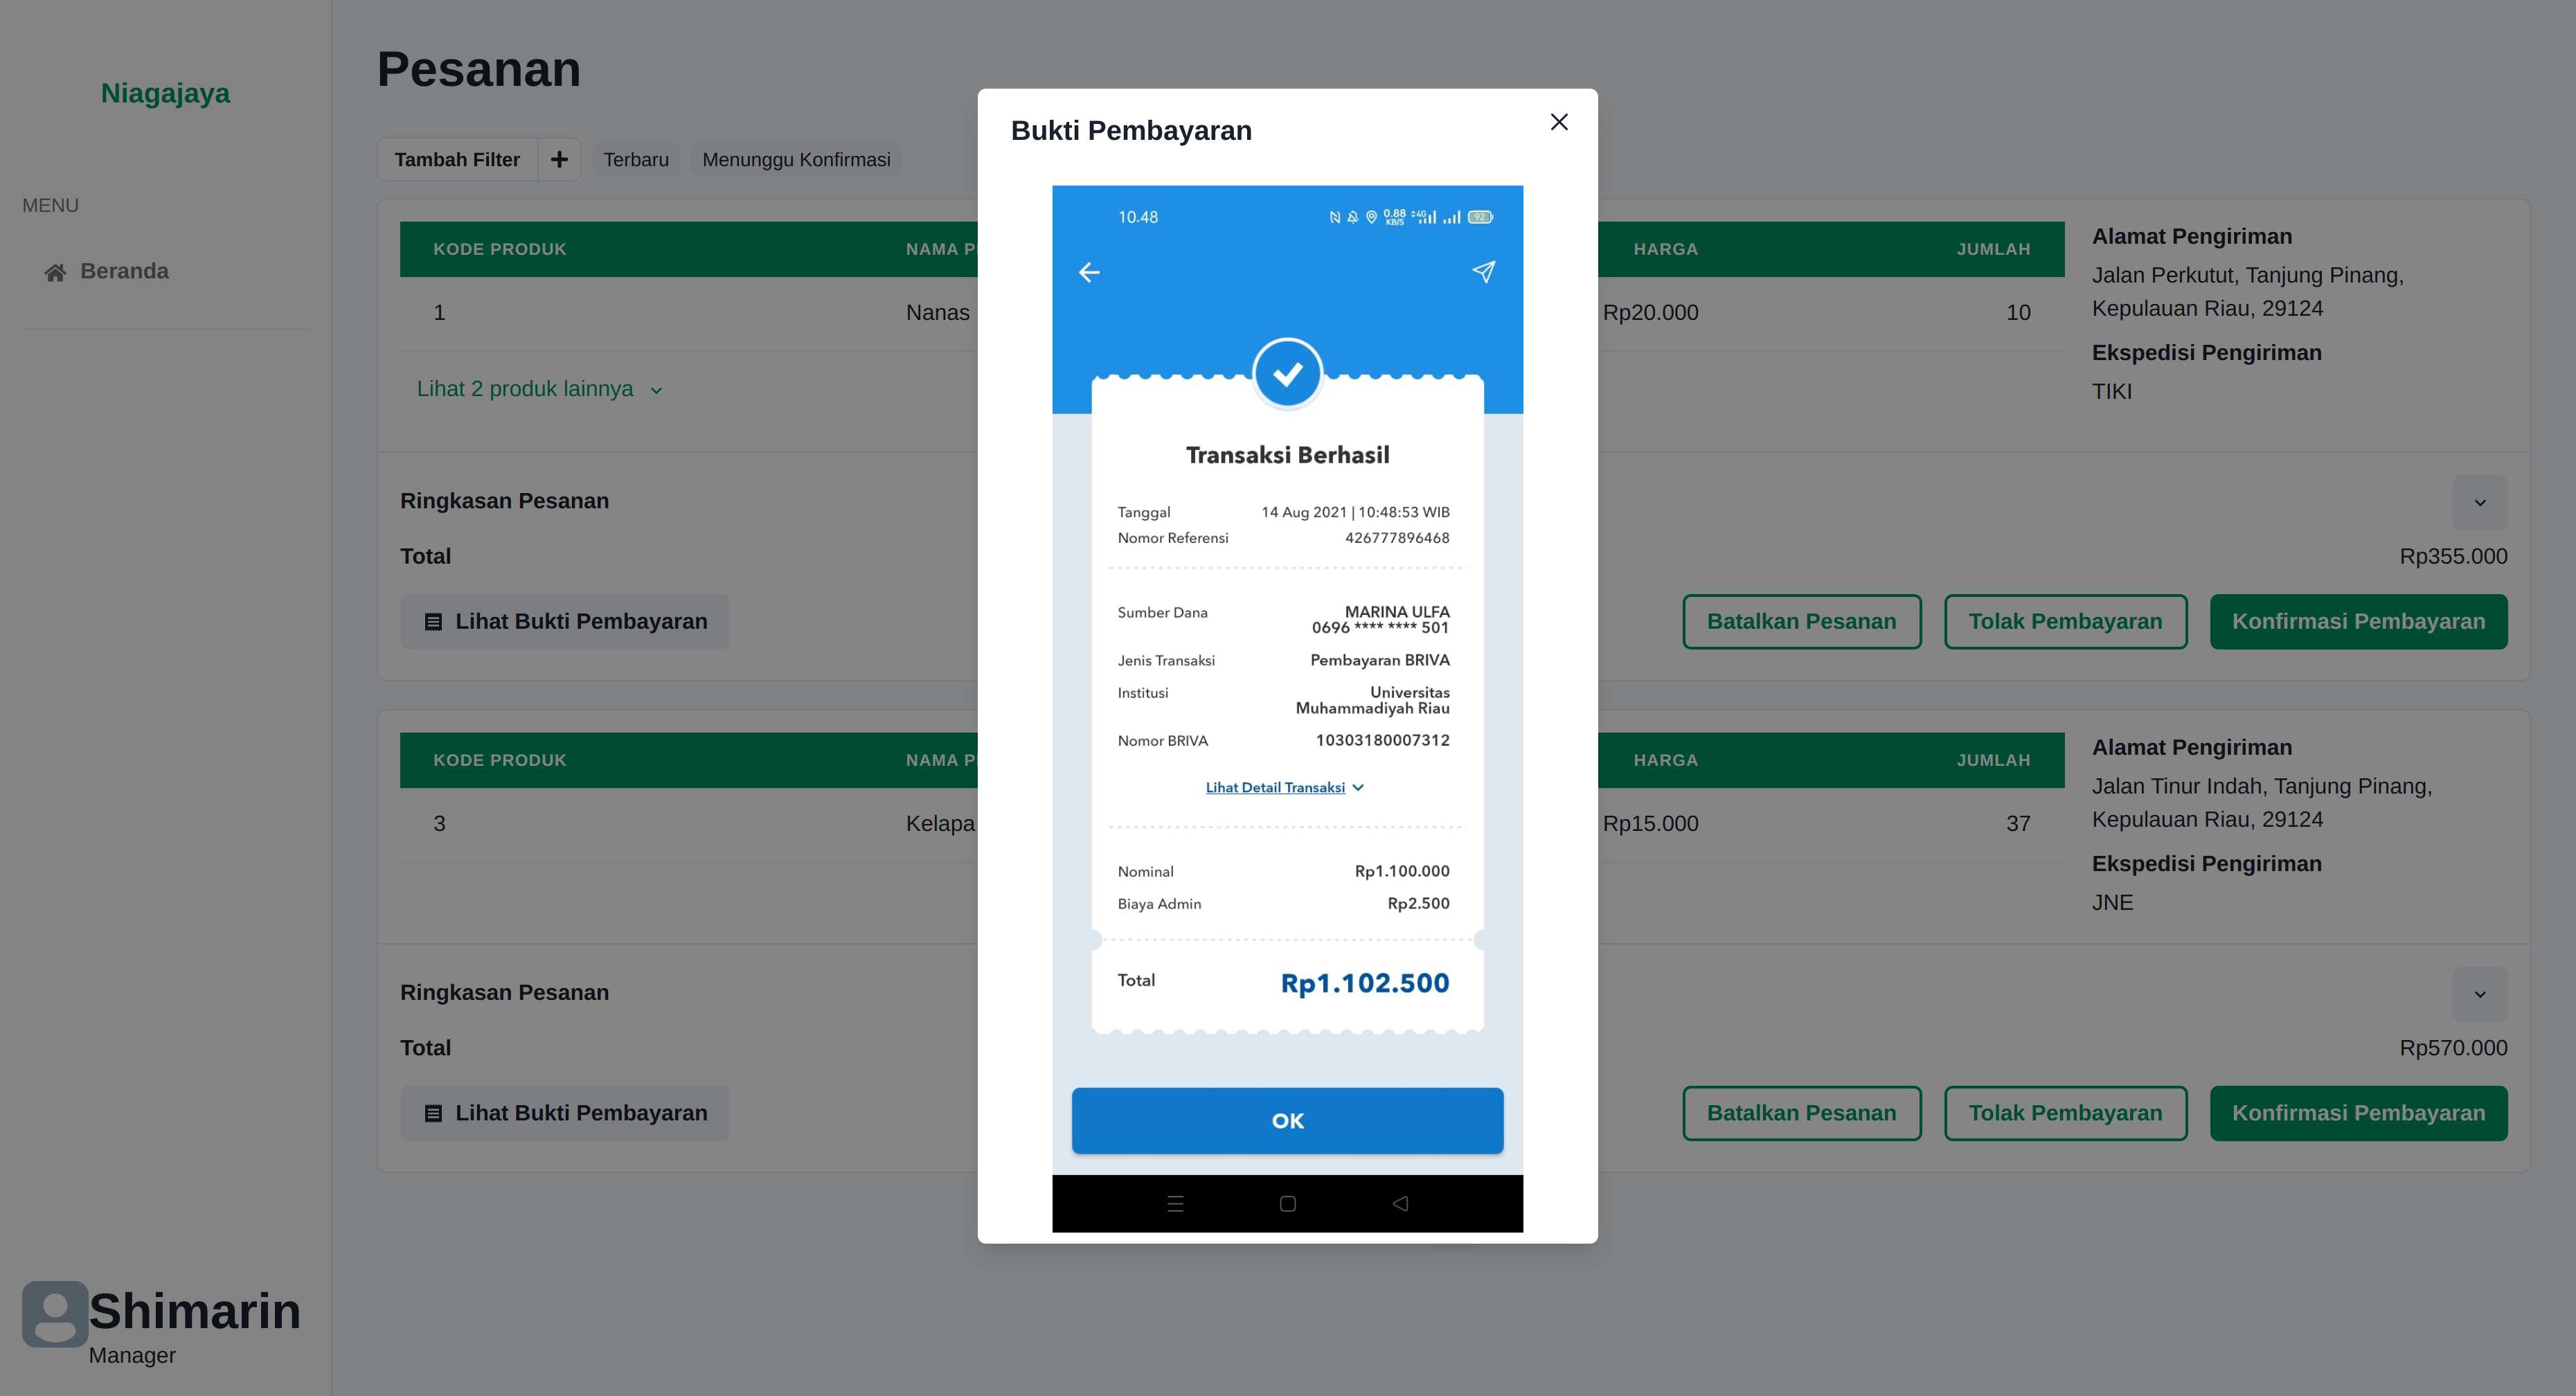 Niagajaya
MENU
Beranda
Shimarin
Manager
Pesanan
Tambah Filter
Terbaru
Menunggu Konfirmasi
KODE PRODUK
NAMA
HARGA
JUMLAH
1
Nanas
Rp20.000
10
Lihat 2 produk lainnya
Alamat Pengiriman
Jalan Perkutut, Tanjung Pinang,
Kepulauan Riau, 29124
Ekspedisi Pengiriman
TIKI
Ringkasan Pesanan
Total
Rp355.000
Lihat Bukti Pembayaran
Batalkan Pesanan
Tolak Pembayaran
Konfirmasi Pembayaran
KODE PRODUK
NAMA
HARGA
JUMLAH
3
Kelapa
Rp15.000
37
Alamat Pengiriman
Jalan Tinur Indah, Tanjung Pinang,
Kepulauan Riau, 29124
Ekspedisi Pengiriman
JNE
Ringkasan Pesanan
Total
Rp570.000
Lihat Bukti Pembayaran
Batalkan Pesanan
Tolak Pembayaran
Konfirmasi Pembayaran
Bukti Pembayaran
10.48
0.88
KB/S
4G
92
Transaksi Berhasil
Tanggal 14 Aug 2021 | 10:48:53 WIB
Nomor Referensi 426777896468
Sumber Dana MARINA ULFA
0696 **** **** 501
Jenis Transaksi Pembayaran BRIVA
Institusi Universitas
Muhammadiyah Riau
Nomor BRIVA 10303180007312
Lihat Detail Transaksi
Nominal Rp1.100.000
Biaya Admin Rp2.500
Total Rp1.102.500
OK